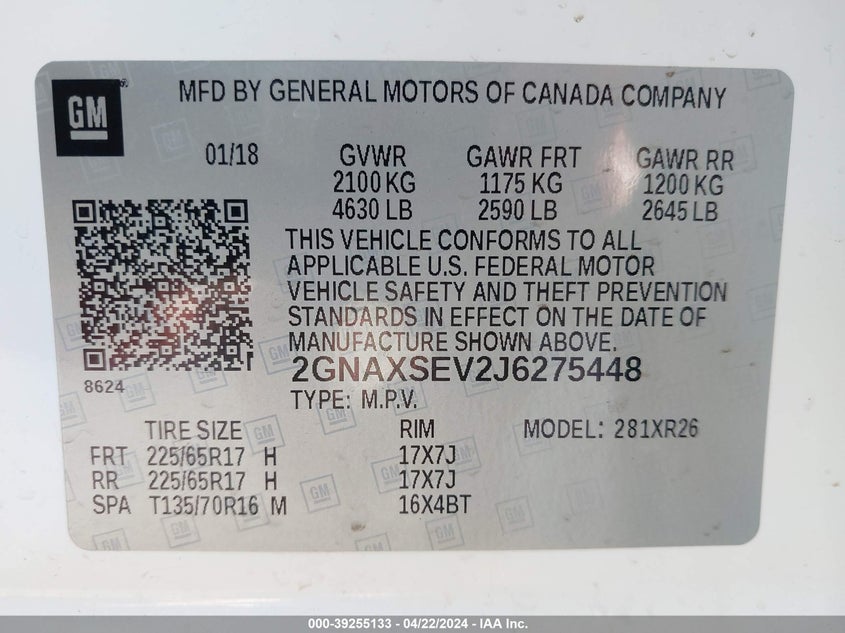 GM
MFD BY GENERAL MOTORS OF CANADA COMPANY
01/18 GVWR GAWR FRT GAWR RR
2100 KG 1175 KG 1200 KG
4630 LB 2590 LB 2645 LB
THIS VEHICLE CONFORMS TO ALL
APPLICABLE U.S. FEDERAL MOTOR
VEHICLE SAFETY AND THEFT PREVENTION
STANDARDS IN EFFECT ON THE DATE OF
MANUFACTURE SHOWN ABOVE.
2GNAXSEV2J6275448
8624
TYPE: M.P.V.
TIRE SIZE RIM MODEL: 281XR26
FRT 225/65R17 H 17X7J
RR 225/65R17 H 17X7J
SPA T135/70R16 M 16X4BT
000-39255133 - 04/22/2024 - IAA Inc.